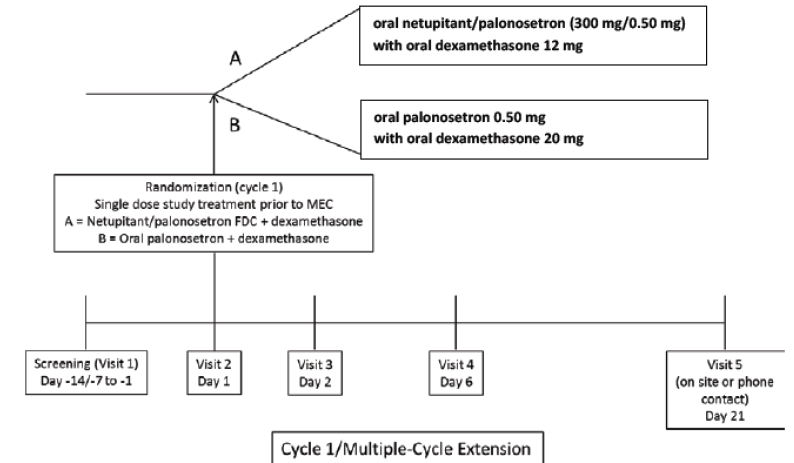 oral netupitant/palonosetron (300 mg/0.50 mg)
with oral dexamethasone 12 mg
A
oral palonosetron 0.50 mg
with oral dexamethasone 20 mg
B
Randomization (cycle 1)
Single dose study treatment prior to MEC
A = Netupitant/palonosetron FDC + dexamethasone
B = Oral palonosetron + dexamethasone
Screening (Visit 1)
Day -14/-7 to -1
Visit 2
Day 1
Visit 3
Day 2
Visit 4
Day 6
Visit 5
(on site or phone
contact)
Day 21
Cycle 1/Multiple-Cycle Extension